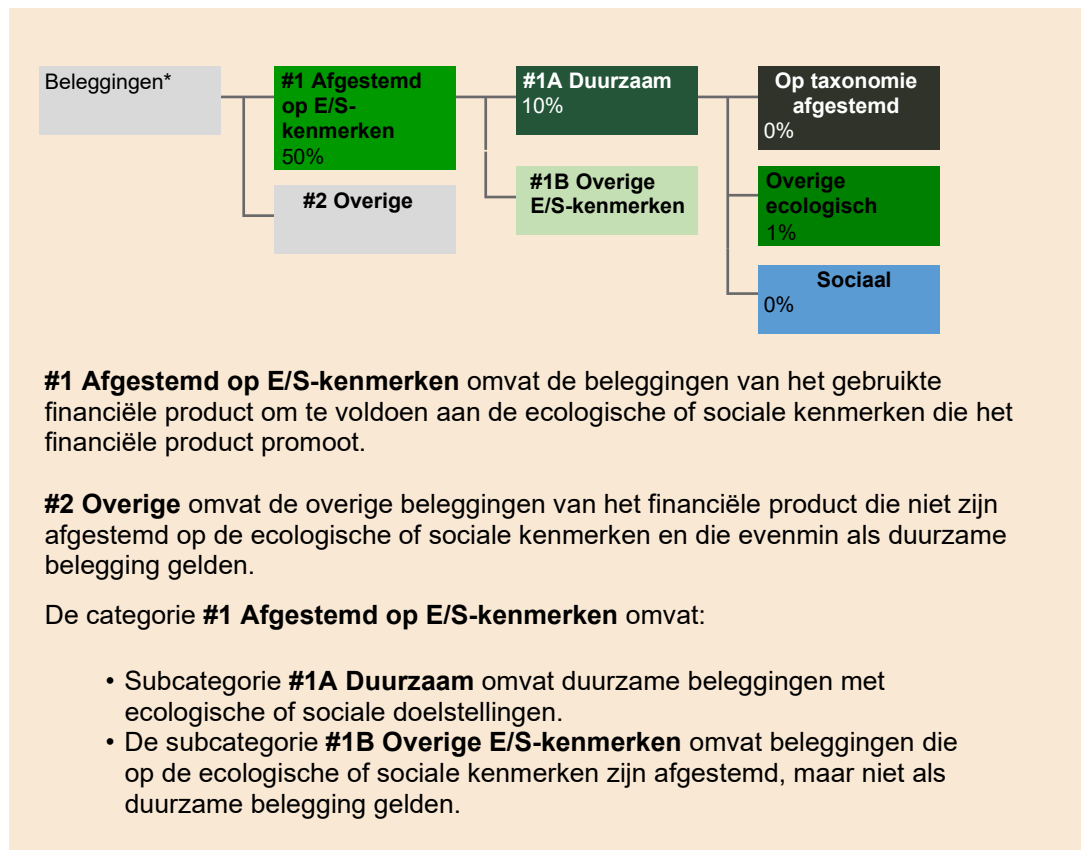 Beleggingen*
#1 Afgestemd
op E/S-
kenmerken
50%
#2 Overige
#1A Duurzaam
10%
#1B Overige
E/S-kenmerken
Op taxonomie
afgestemd
0%
Overige
ecologisch
1%
Sociaal
0%
#1 Afgestemd op E/S-kenmerken omvat de beleggingen van het gebruikte
financiële product om te voldoen aan de ecologische of sociale kenmerken die het
financiële product promoot.
#2 Overige omvat de overige beleggingen van het financiële product die niet zijn
afgestemd op de ecologische of sociale kenmerken en die evenmin als duurzame
belegging gelden.
De categorie #1 Afgestemd op E/S-kenmerken omvat:
• Subcategorie #1A Duurzaam omvat duurzame beleggingen met
ecologische of sociale doelstellingen.
• De subcategorie #1B Overige E/S-kenmerken omvat beleggingen die
op de ecologische of sociale kenmerken zijn afgestemd, maar niet als
duurzame belegging gelden.